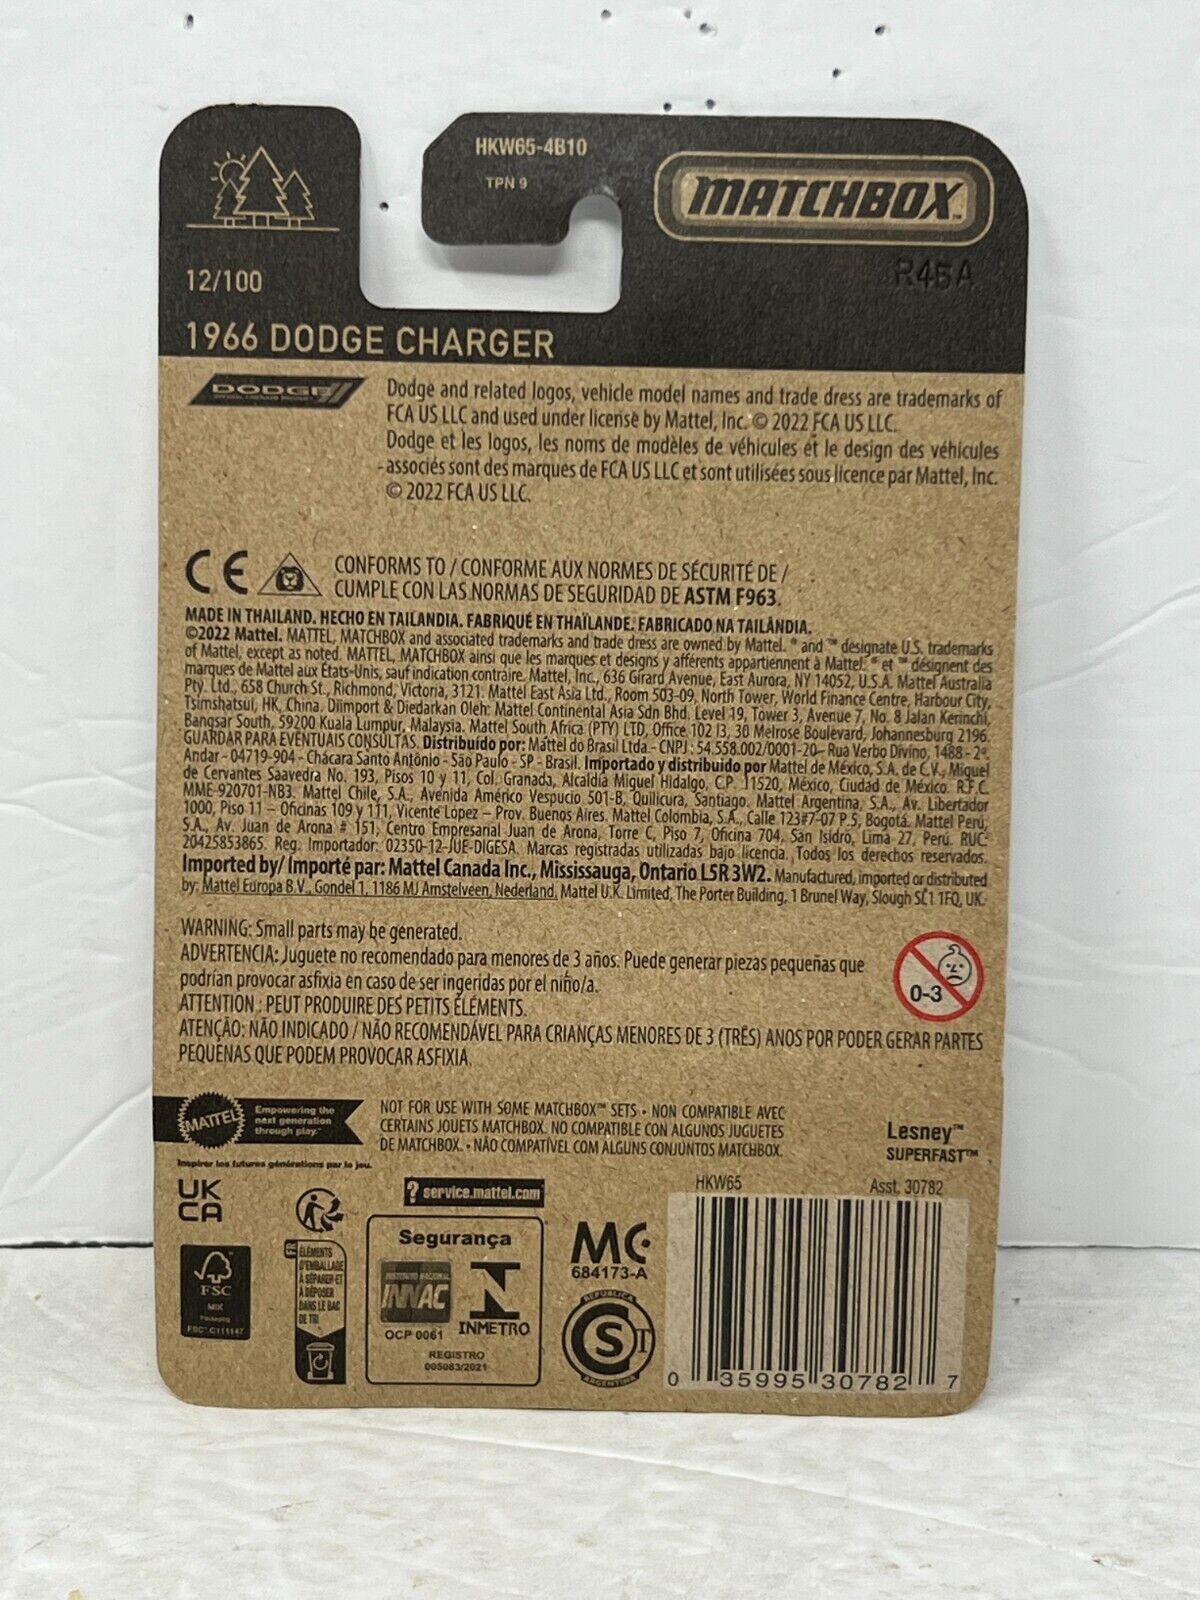 HKW65-4B10
TPN 9
MATCHBOX™
R45A
12/100
1966 DODGE CHARGER
DODGE//
Dodge and related logos, vehicle model names and trade dress are trademarks of
FCA US LLC and used under license by Mattel, Inc. © 2022 FCA US LLC.
Dodge et les logos, les noms de modèles de véhicules et le design des véhicules
associés sont des marques de FCA US LLC et sont utilisées sous licence par Mattel, Inc.
© 2022 FCA US LLC.
CE
CONFORMS TO / CONFORME AUX NORMES DE SÉCURITÉ DE /
CUMPLE CON LAS NORMAS DE SEGURIDAD DE ASTM F963.
MADE IN THAILAND. HECHO EN TAILANDIA. FABRIQUÉ EN THAÏLANDE. FABRICADO NA TAILÂNDIA.
©2022 Mattel. MATTEL, MATCHBOX and associated trademarks and trade dress are owned by Mattel. ® and ™ designate U.S. trademarks
of Mattel, except as noted. MATTEL, MATCHBOX ainsi que les marques et designs y afférents appartiennent à Mattel. ® et ™ désignent des
marques de Mattel aux États-Unis, sauf indication contraire. Mattel, Inc., 636 Girard Avenue, East Aurora, NY 14052, U.S.A. Mattel Australia
Pty. Ltd., 658 Church St., Richmond, Victoria, 3121. Mattel East Asia Ltd., Room 503-09, North Tower, World Finance Centre, Harbour City,
Tsimshatsui, HK, China. Diimport & Diedarkan Oleh: Mattel Continental Asia Sdn Bhd. Level 19, Tower 3, Avenue 7, No. 8 Jalan Kerinchi,
Bangsar South, 59200 Kuala Lumpur, Malaysia. Mattel South Africa (PTY) LTD, Office 102 I3, 30 Melrose Boulevard, Johannesburg 2196.
GUARDAR PARA EVENTUAIS CONSULTAS. Distribuído por: Mattel do Brasil Ltda.- CNPJ : 54.558.002/0001-20 – Rua Verbo Divino, 1488 - 2º
Andar - 04719-904 - Chácara Santo Antônio - São Paulo - SP - Brasil. Importado y distribuido por Mattel de México, S.A. de C.V., Miguel
de Cervantes Saavedra No. 193, Pisos 10 y 11, Col. Granada, Alcaldía Miguel Hidalgo, C.P. 11520, México, Ciudad de México. R.F.C.
MME-920701-NB3. Mattel Chile, S.A., Avenida Américo Vespucio 501-B, Quilicura, Santiago. Mattel Argentina, S.A., Av. Libertador
1000, Piso 11 – Oficinas 109 y 111, Vicente López – Prov. Buenos Aires. Mattel Colombia, S.A., Calle 123#7-07 P.5, Bogotá. Mattel Perú,
S.A., Av. Juan de Arona # 151, Centro Empresarial Juan de Arona, Torre C, Piso 7, Oficina 704, San Isidro, Lima 27, Perú. RUC:
20425853865. Reg. Importador: 02350-12-JUE-DIGESA. Marcas registradas utilizadas bajo licencia. Todos los derechos reservados.
Imported by/ Importé par: Mattel Canada Inc., Mississauga, Ontario L5R 3W2. Manufactured, imported or distributed
by: Mattel Europa B.V., Gondel 1, 1186 MJ Amstelveen, Nederland. Mattel U.K. Limited, The Porter Building, 1 Brunel Way, Slough SL1 1FQ, UK.
WARNING: Small parts may be generated.
ADVERTENCIA: Juguete no recomendado para menores de 3 años. Puede generar piezas pequeñas que
podrían provocar asfixia en caso de ser ingeridas por el niño/a.
ATTENTION : PEUT PRODUIRE DES PETITS ÉLÉMENTS.
ATENÇÃO: NÃO INDICADO / NÃO RECOMENDÁVEL PARA CRIANÇAS MENORES DE 3 (TRÊS) ANOS POR PODER GERAR PARTES
PEQUENAS QUE PODEM PROVOCAR ASFIXIA.
0-3
MATTEL
Empowering the
next generation
through play.™
Inspirer les futures générations par le jeu.
NOT FOR USE WITH SOME MATCHBOX™ SETS • NON COMPATIBLE AVEC
CERTAINS JOUETS MATCHBOX. NO COMPATIBLE CON ALGUNOS JUGUETES
DE MATCHBOX. • NÃO COMPATÍVEL COM ALGUNS CONJUNTOS MATCHBOX.
Lesney™
SUPERFAST™
UK
CA
? service.mattel.com
HKW65
Asst. 30782
FSC
MIX
Packaging
FSC™ C111147
FR
ÉLÉMENTS
D'EMBALLAGE
À SÉPARER ET
À DÉPOSER
DANS LE BAC
DE TRI
Segurança
INSTITUTO NACIONAL
INNAC
OCP 0061
INMETRO
REGISTRO
005083/2021
MC
684173-A
REPUBLICA
S
T
ARGENTINA
0 35995 30782 7